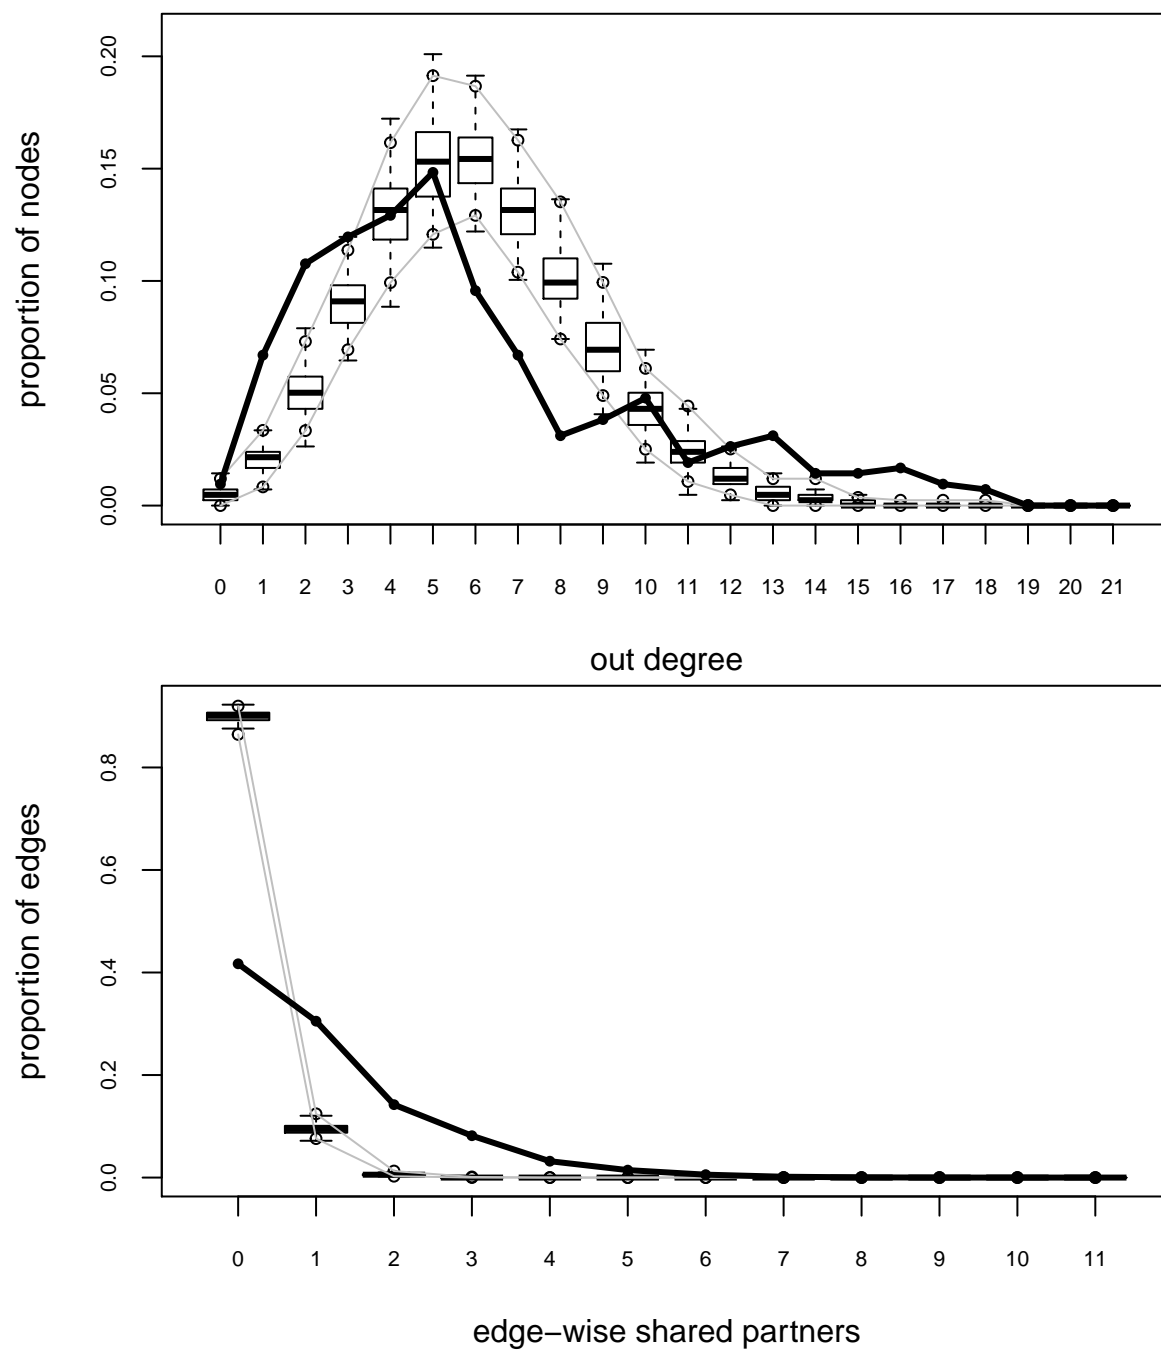 proportion of nodes
0.20
0.15
0.10
0.05
0.00
0 1 2 3 4 5 6 7 8 9 10 11 12 13 14 15 16 17 18 19 20 21
out degree
proportion of edges
0.8
0.6
0.4
0.2
0.0
0 1 2 3 4 5 6 7 8 9 10 11
edge−wise shared partners